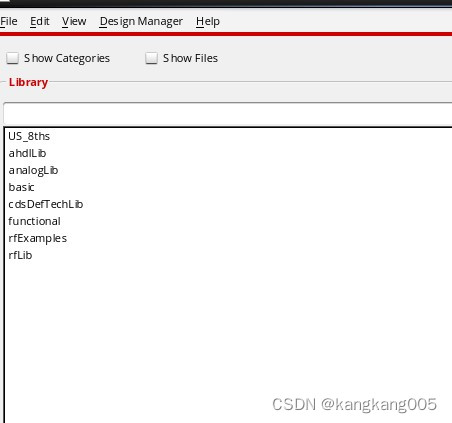 File Edit View Design Manager Help
Show Categories Show Files
Library
US_8ths
ahdlLib
analogLib
basic
cdsDefTechLib
functional
rfExamples
rfLib
CSDN @kangkang005